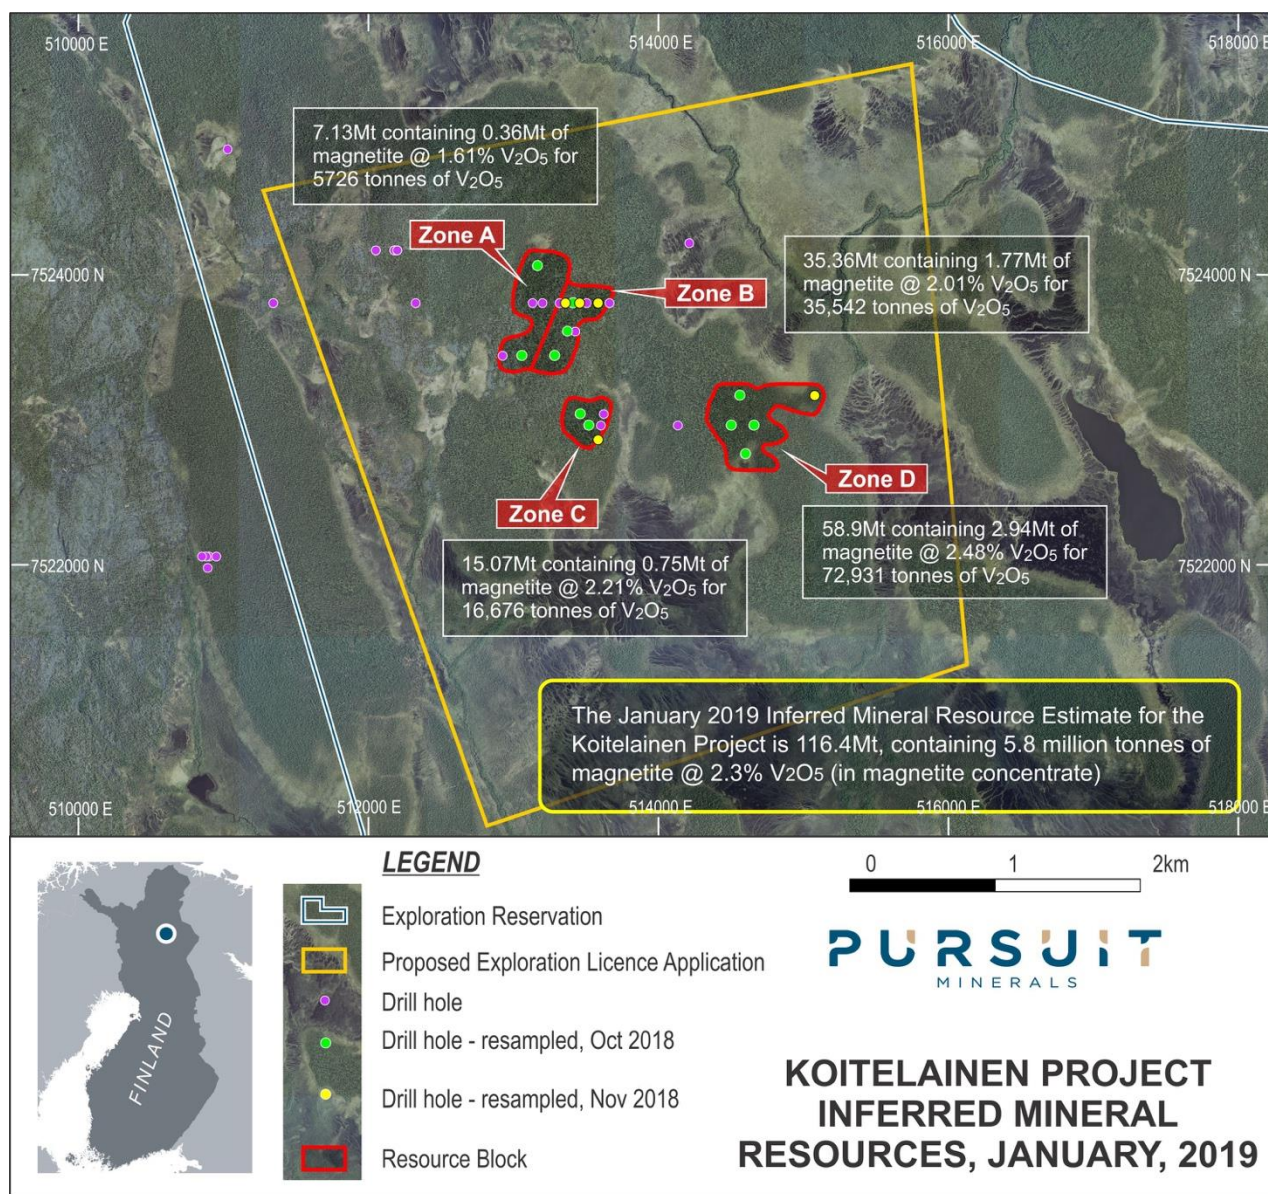 510000 E
514000 E
516000 E
518000 E
7.13Mt containing 0.36Mt of
magnetite @ 1.61% V₂O₅ for
5726 tonnes of V₂O₅
Zone A
7524000 N
Zone B
35.36Mt containing 1.77Mt of
magnetite @ 2.01% V₂O₅ for
35,542 tonnes of V₂O₅
7524000 N
Zone C
Zone D
7522000 N
15.07Mt containing 0.75Mt of
magnetite @ 2.21% V₂O₅ for
16,676 tonnes of V₂O₅
58.9Mt containing 2.94Mt of
magnetite @ 2.48% V₂O₅ for
72,931 tonnes of V₂O₅
7522000 N
The January 2019 Inferred Mineral Resource Estimate for the
Koitelainen Project is 116.4Mt, containing 5.8 million tonnes of
magnetite @ 2.3% V₂O₅ (in magnetite concentrate)
510000 E
512000 E
514000 E
516000 E
518000 E
FINLAND
LEGEND
Exploration Reservation
Proposed Exploration Licence Application
Drill hole
Drill hole - resampled, Oct 2018
Drill hole - resampled, Nov 2018
Resource Block
0 1 2km
PURSUIT
MINERALS
KOITELAINEN PROJECT
INFERRED MINERAL
RESOURCES, JANUARY, 2019